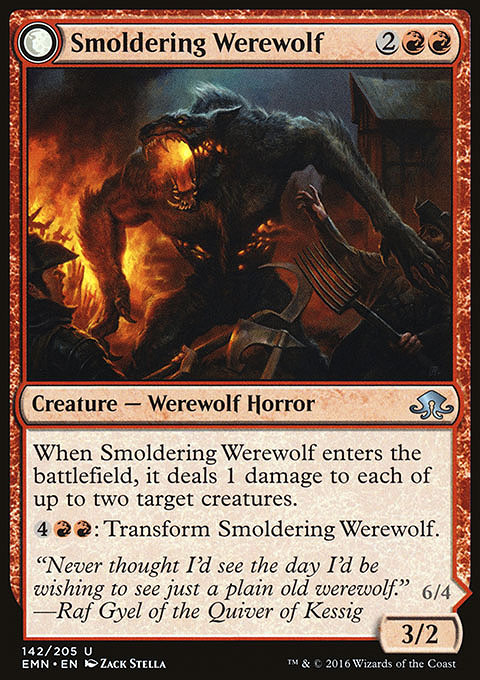 Smoldering Werewolf 2
Creature — Werewolf Horror
When Smoldering Werewolf enters the
battlefield, it deals 1 damage to each of
up to two target creatures.
4: Transform Smoldering Werewolf.
“Never thought I’d see the day I’d be
wishing to see just a plain old werewolf.”
—Raf Gyel of the Quiver of Kessig
6/4
3/2
142/205 U
EMN • EN Zack Stella
™ & © 2016 Wizards of the Coast